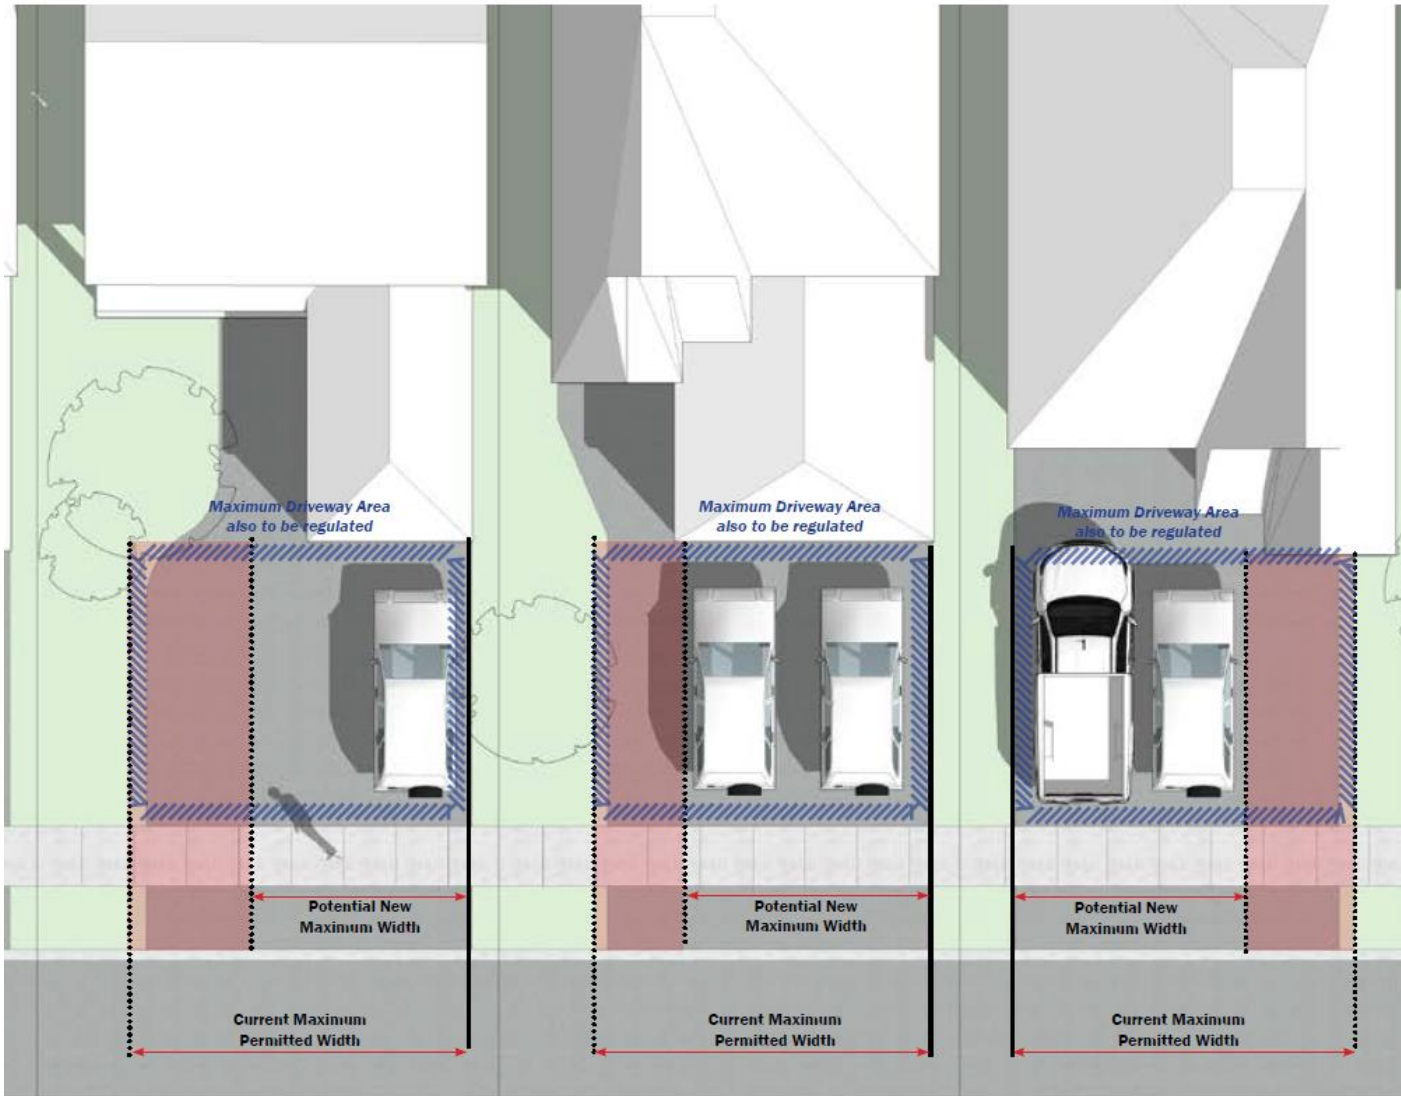 Maximum Driveway Area
also to be regulated
Maximum Driveway Area
also to be regulated
Maximum Driveway Area
also to be regulated
Potential New
Maximum Width
Potential New
Maximum Width
Potential New
Maximum Width
Current Maximum
Permitted Width
Current Maximum
Permitted Width
Current Maximum
Permitted Width